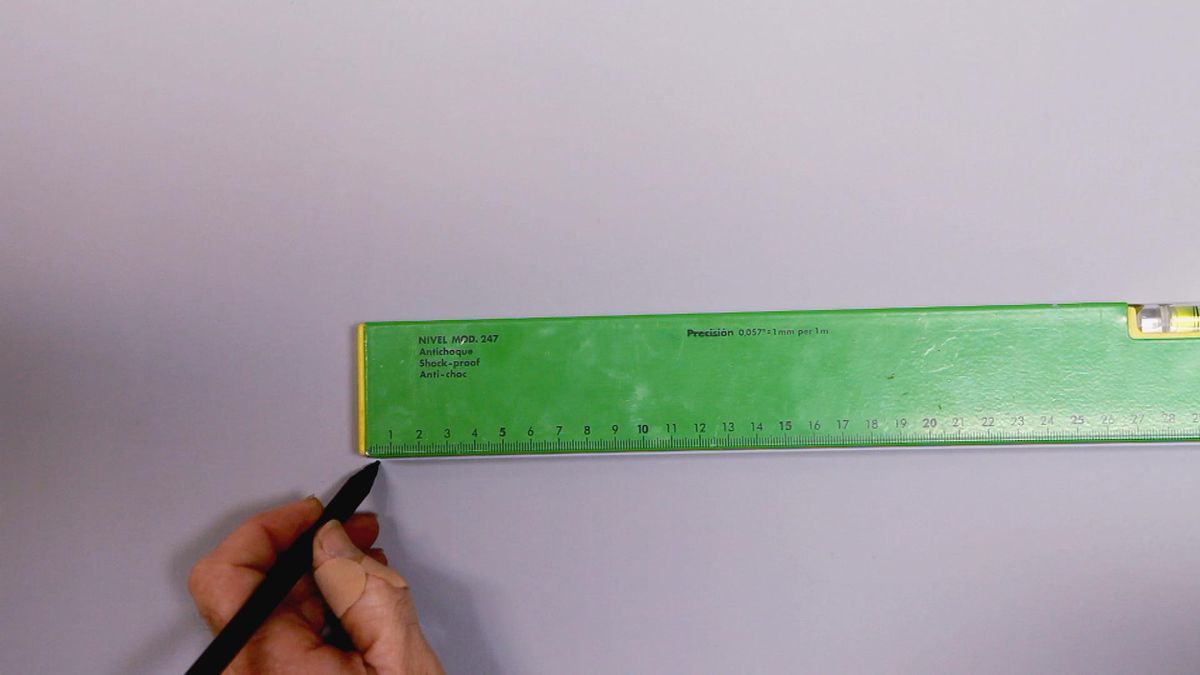 NIVEL MOD. 247
Antichoque
Shock-proof
Anti-choc
Precisión 0,057°=1mm per 1m
1 2 3 4 5 6 7 8 9 10 11 12 13 14 15 16 17 18 19 20 21 22 23 24 25 26 27 28